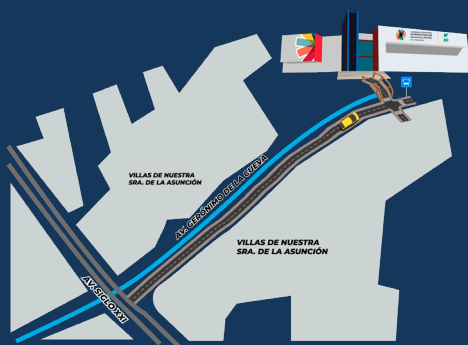 VILLAS DE NUESTRA
SRA. DE LA ASUNCIÓN
AV. GERÓNIMO DE LA CUEVA
VILLAS DE NUESTRA
SRA. DE LA ASUNCIÓN
AV. SIGLO XXI